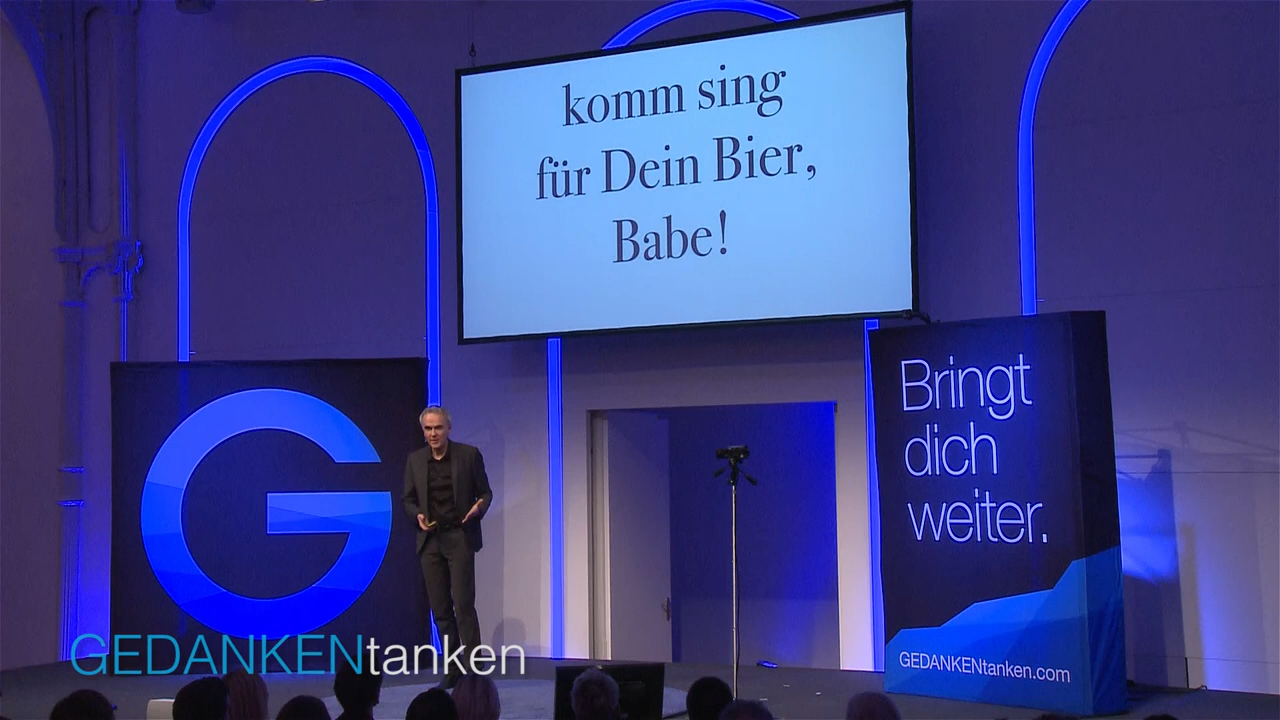 komm sing
für Dein Bier,
Babe!
G
Bringt
dich
weiter.
GEDANKENtanken.com
GEDANKENtanken